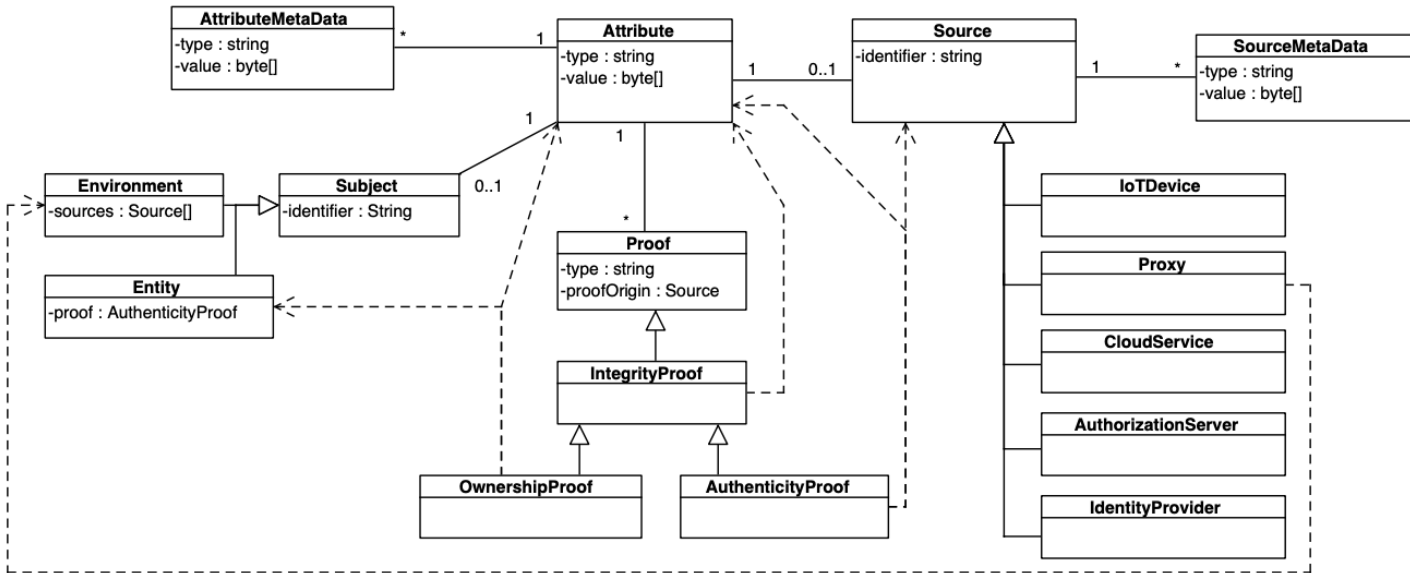 AttributeMetaData
-type : string
-value : byte[]
*
1
Attribute
-type : string
-value : byte[]
1
0..1
Source
-identifier : string
1
*
SourceMetaData
-type : string
-value : byte[]
1
0..1
1
*
Environment
-sources : Source[]
Subject
-identifier : String
Entity
-proof : AuthenticityProof
Proof
-type : string
-proofOrigin : Source
IntegrityProof
OwnershipProof
AuthenticityProof
IoTDevice
Proxy
CloudService
AuthorizationServer
IdentityProvider